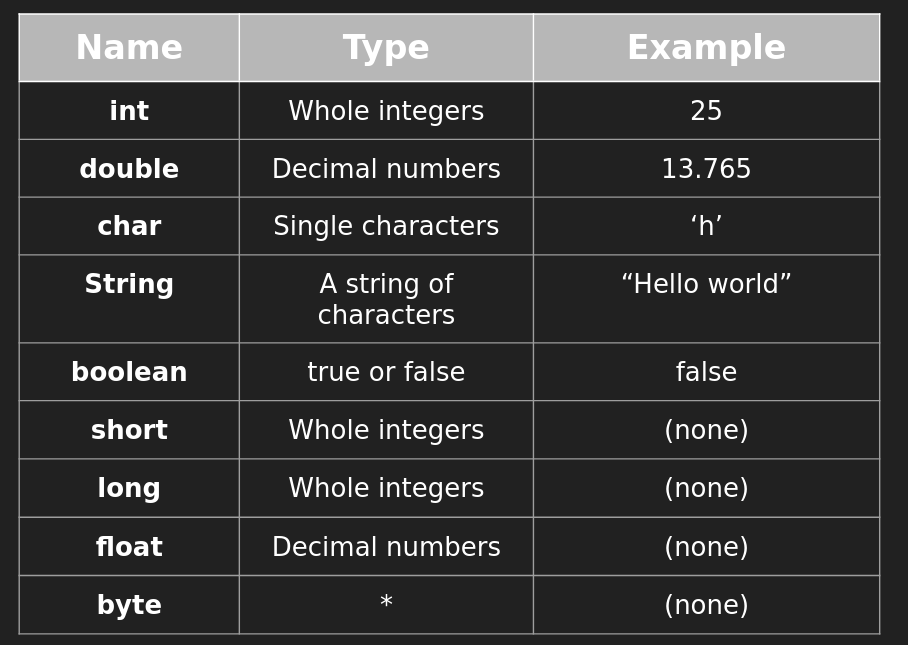 Name Type Example
int Whole integers 25
double Decimal numbers 13.765
char Single characters ‘h’
String A string of “Hello world”
characters
boolean true or false false
short Whole integers (none)
long Whole integers (none)
float Decimal numbers (none)
byte * (none)